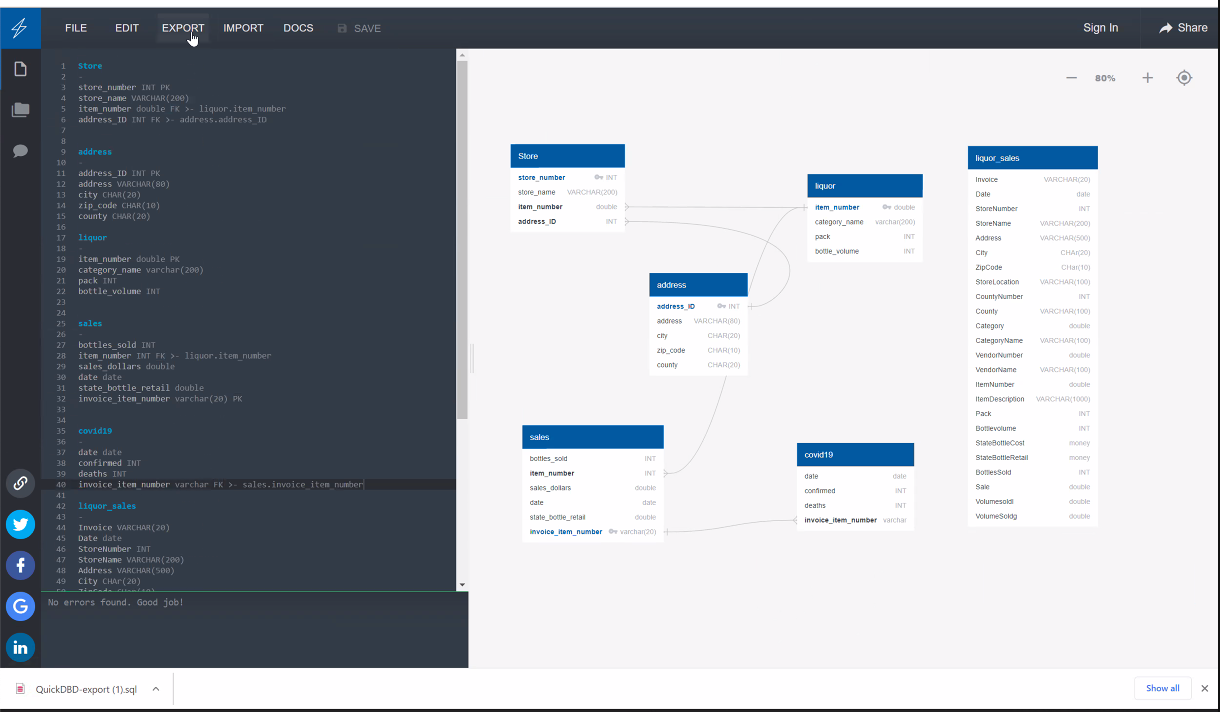 FILE EDIT EXPORT IMPORT DOCS SAVE Sign In Share
1 Store
2 -
3 store_number INT PK
4 store_name VARCHAR(200)
5 item_number double FK >- liquor.item_number
6 address_ID INT FK >- address.address_ID
7
8
9 address
10 -
11 address_ID INT PK
12 address VARCHAR(80)
13 city CHAR(20)
14 zip_code CHAR(10)
15 county CHAR(20)
16
17 liquor
18 -
19 item_number double PK
20 category_name varchar(200)
21 pack INT
22 bottle_volume INT
23
24
25 sales
26 -
27 bottles_sold INT
28 item_number INT FK >- liquor.item_number
29 sales_dollars double
30 date date
31 state_bottle_retail double
32 invoice_item_number varchar(20) PK
33
34
35 covid19
36 -
37 date date
38 confirmed INT
39 deaths INT
40 invoice_item_number varchar FK >- sales.invoice_item_number
41
42 liquor_sales
43 -
44 Invoice VARCHAR(20)
45 Date date
46 StoreNumber INT
47 StoreName VARCHAR(200)
48 Address VARCHAR(500)
49 City CHAr(20)
No errors found. Good job!
80%
Store
store_number INT
store_name VARCHAR(200)
item_number double
address_ID INT
liquor
item_number double
category_name varchar(200)
pack INT
bottle_volume INT
address
address_ID INT
address VARCHAR(80)
city CHAR(20)
zip_code CHAR(10)
county CHAR(20)
sales
bottles_sold INT
item_number INT
sales_dollars double
date date
state_bottle_retail double
invoice_item_number varchar(20)
covid19
date date
confirmed INT
deaths INT
invoice_item_number varchar
liquor_sales
Invoice VARCHAR(20)
Date date
StoreNumber INT
StoreName VARCHAR(200)
Address VARCHAR(500)
City CHAr(20)
ZipCode CHar(10)
StoreLocation VARCHAR(100)
CountyNumber INT
County VARCHAR(100)
Category double
CategoryName VARCHAR(100)
VendorNumber double
VendorName VARCHAR(100)
ItemNumber double
ItemDescription VARCHAR(1000)
Pack INT
Bottlevolume INT
StateBottleCost money
StateBottleRetail money
BottlesSold INT
Sale double
Volumesoldl double
VolumeSoldg double
QuickDBD-export (1).sql
Show all